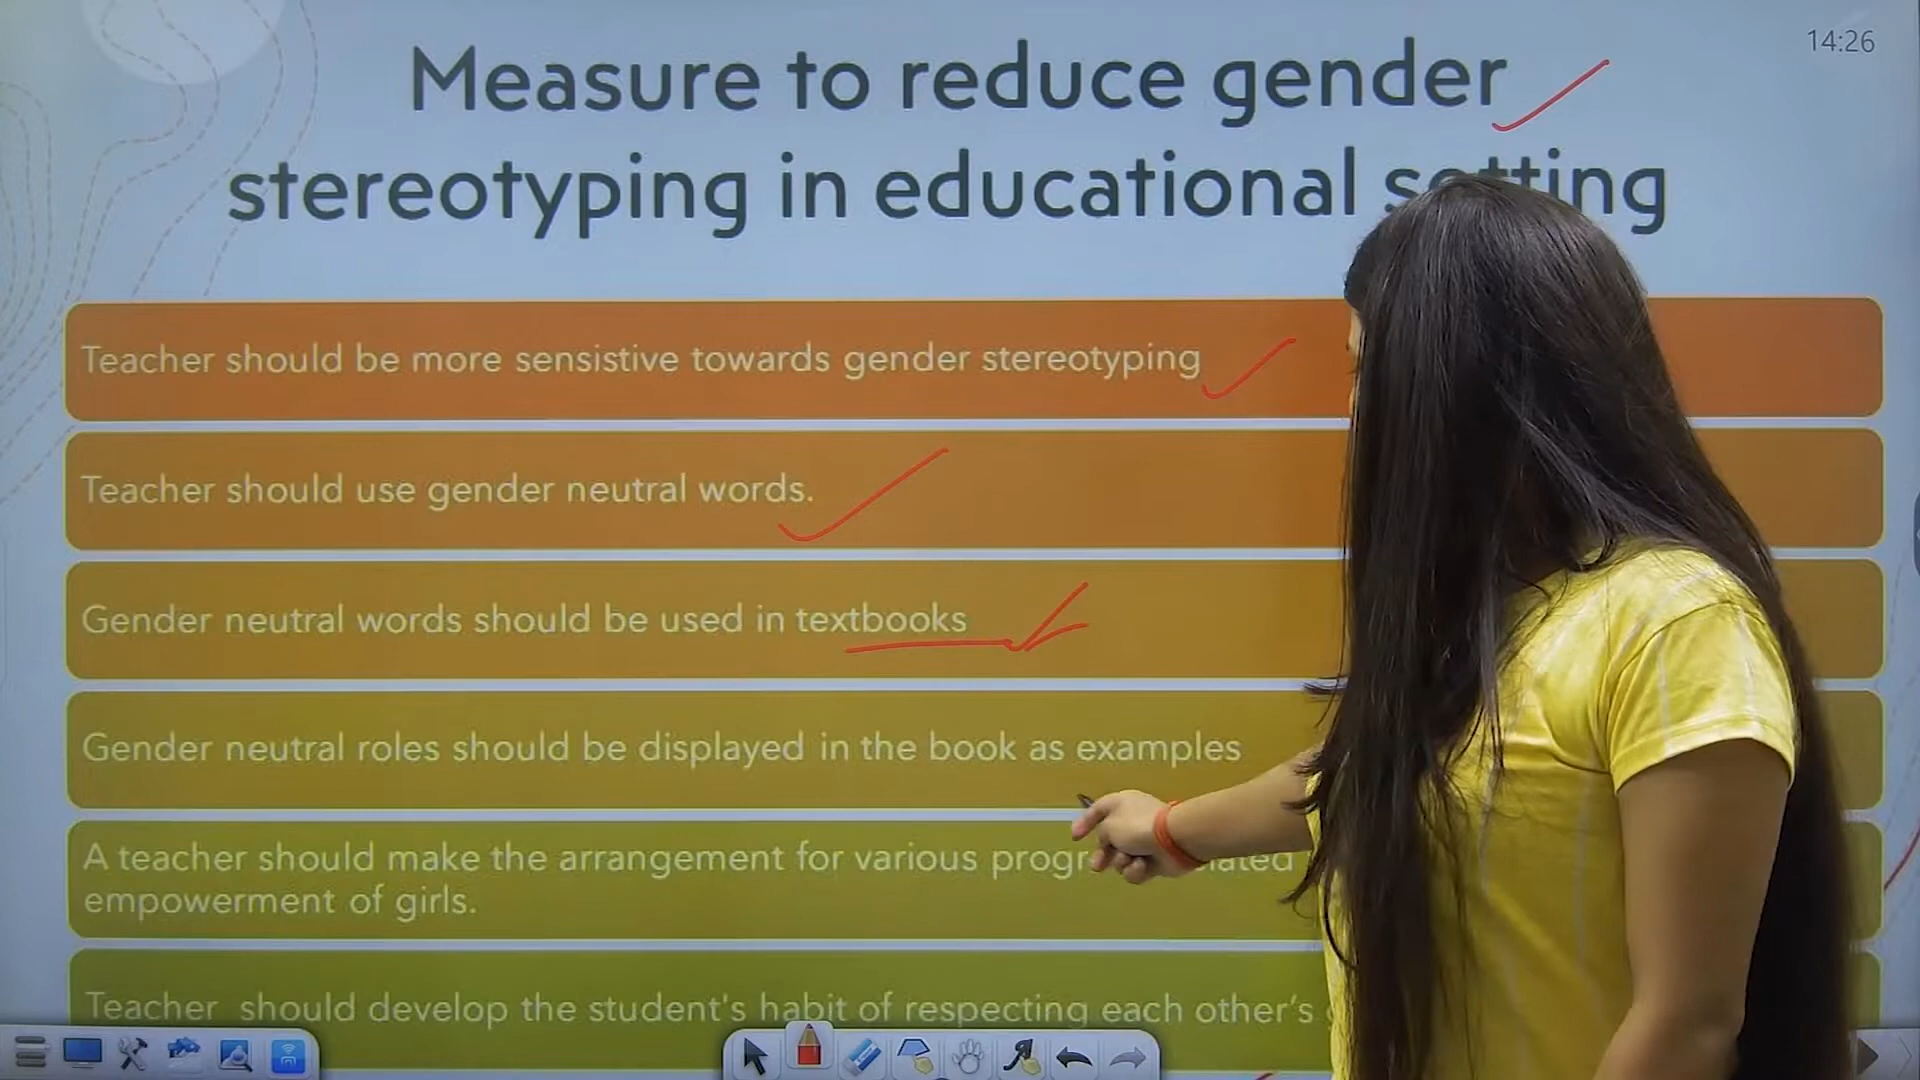 14:26
Measure to reduce gender
stereotyping in educational setting
Teacher should be more sensistive towards gender stereotyping
Teacher should use gender neutral words.
Gender neutral words should be used in textbooks
Gender neutral roles should be displayed in the book as examples
A teacher should make the arrangement for various
empowerment of girls.
Teacher should develop the student's habit of respecting each other's